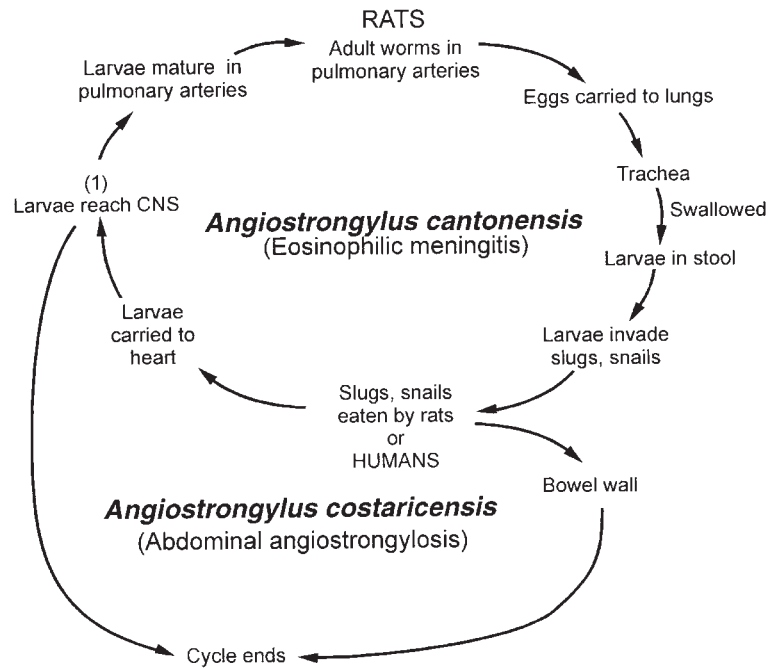 RATS
Adult worms in
pulmonary arteries
Eggs carried to lungs
Trachea
Swallowed
Larvae in stool
Larvae invade
slugs, snails
Slugs, snails
eaten by rats
or
HUMANS
Larvae
carried to
heart
(1)
Larvae reach CNS
Larvae mature in
pulmonary arteries
Angiostrongylus cantonensis
(Eosinophilic meningitis)
Bowel wall
Angiostrongylus costaricensis
(Abdominal angiostrongylosis)
Cycle ends